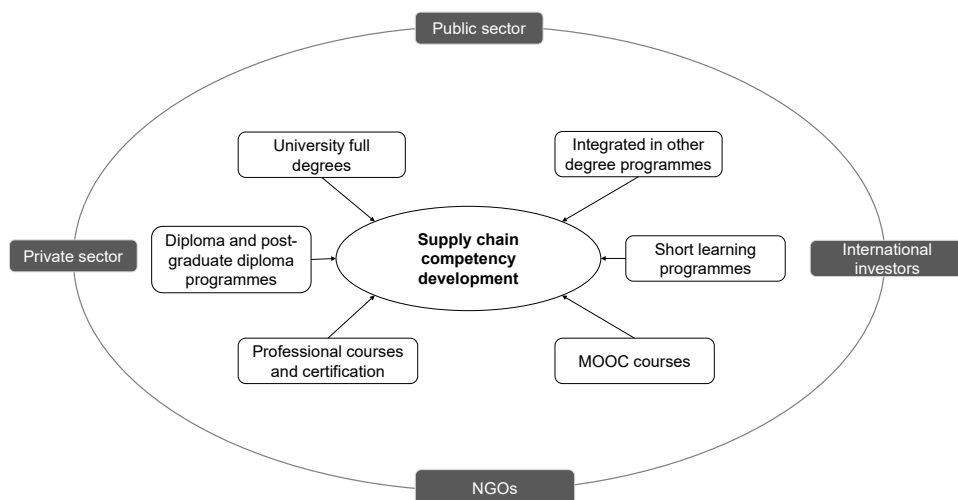 Public sector
University full
degrees
Integrated in other
degree programmes
Private sector
Diploma and post-
graduate diploma
programmes
Supply chain
competency
development
Short learning
programmes
International
investors
Professional courses
and certification
MOOC courses
NGOs